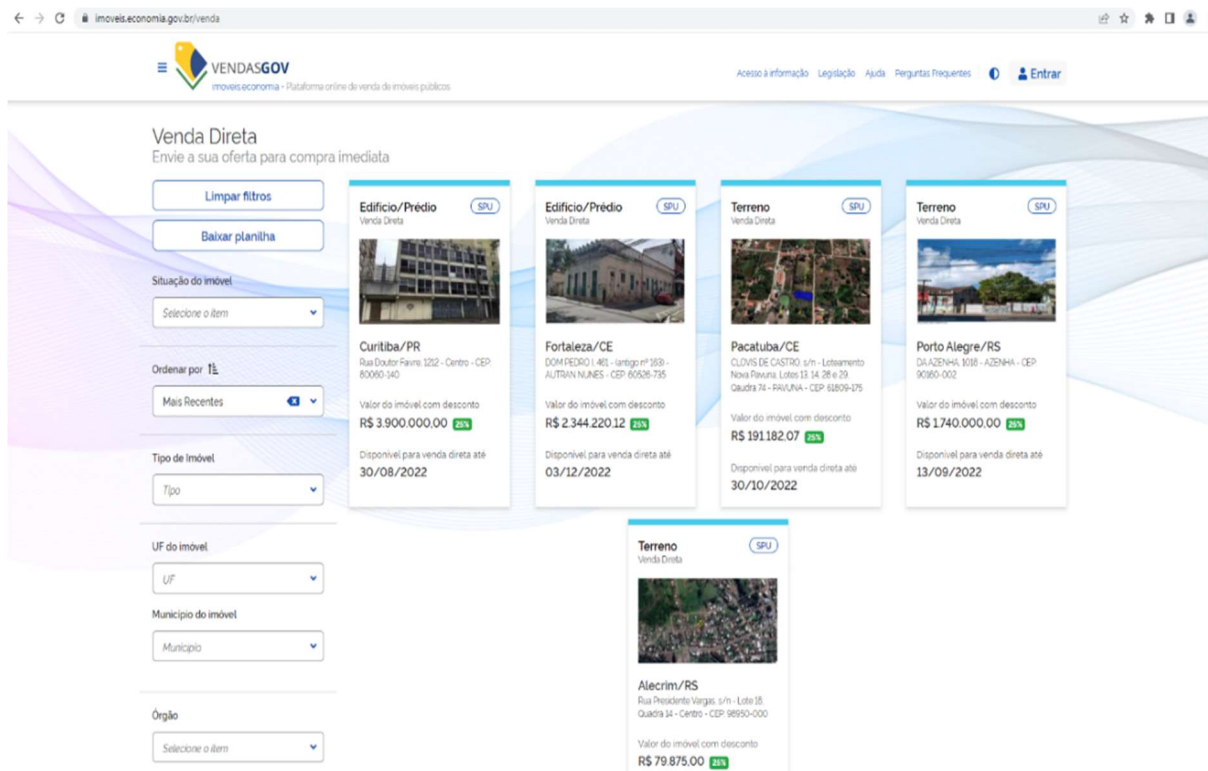 imoveis.economia.gov.br/venda
VENDASGOV
imoveis.economia - Plataforma online de venda de imóveis públicos
Acesso à informação Legislação Ajuda Perguntas Frequentes Entrar
Venda Direta
Envie a sua oferta para compra imediata
Limpar filtros
Baixar planilha
Situação do imóvel
Selecione o item
Ordenar por
Mais Recentes
Tipo de Imóvel
Tipo
UF do imóvel
UF
Município do imóvel
Município
Órgão
Selecione o item
Edifício/Prédio SPU
Venda Direta
Curitiba/PR
Rua Doutor Faivre, 1212 - Centro - CEP:
80060-140
Valor do imóvel com desconto
R$ 3.900.000,00 25%
Disponível para venda direta até
30/08/2022
Edifício/Prédio SPU
Venda Direta
Fortaleza/CE
DOM PEDRO I, 461 - (antigo nº 163) -
AUTRAN NUNES - CEP: 60526-735
Valor do imóvel com desconto
R$ 2.344.220,12 25%
Disponível para venda direta até
03/12/2022
Terreno SPU
Venda Direta
Pacatuba/CE
CLOVIS DE CASTRO, s/n - Loteamento
Nova Pavuna, Lotes 13, 14, 28 e 29,
Qaudra 74 - PAVUNA - CEP: 61809-175
Valor do imóvel com desconto
R$ 191.182,07 25%
Disponível para venda direta até
30/10/2022
Terreno SPU
Venda Direta
Porto Alegre/RS
DA AZENHA, 1018 - AZENHA - CEP:
90160-002
Valor do imóvel com desconto
R$ 1.740.000,00 25%
Disponível para venda direta até
13/09/2022
Terreno SPU
Venda Direta
Alecrim/RS
Rua Presidente Vargas, s/n - Lote 18,
Quadra 14 - Centro - CEP: 98950-000
Valor do imóvel com desconto
R$ 79.875,00 25%